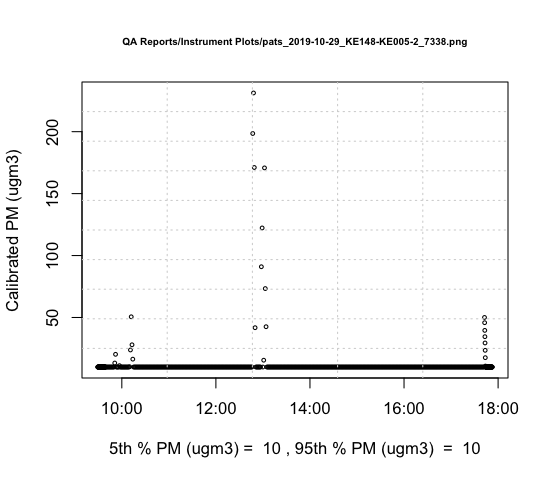 QA Reports/Instrument Plots/pats_2019-10-29_KE148-KE005-2_7338.png
Calibrated PM (ugm3)
200
150
100
50
10:00 12:00 14:00 16:00 18:00
5th % PM (ugm3) =  10 , 95th % PM (ugm3)  =  10